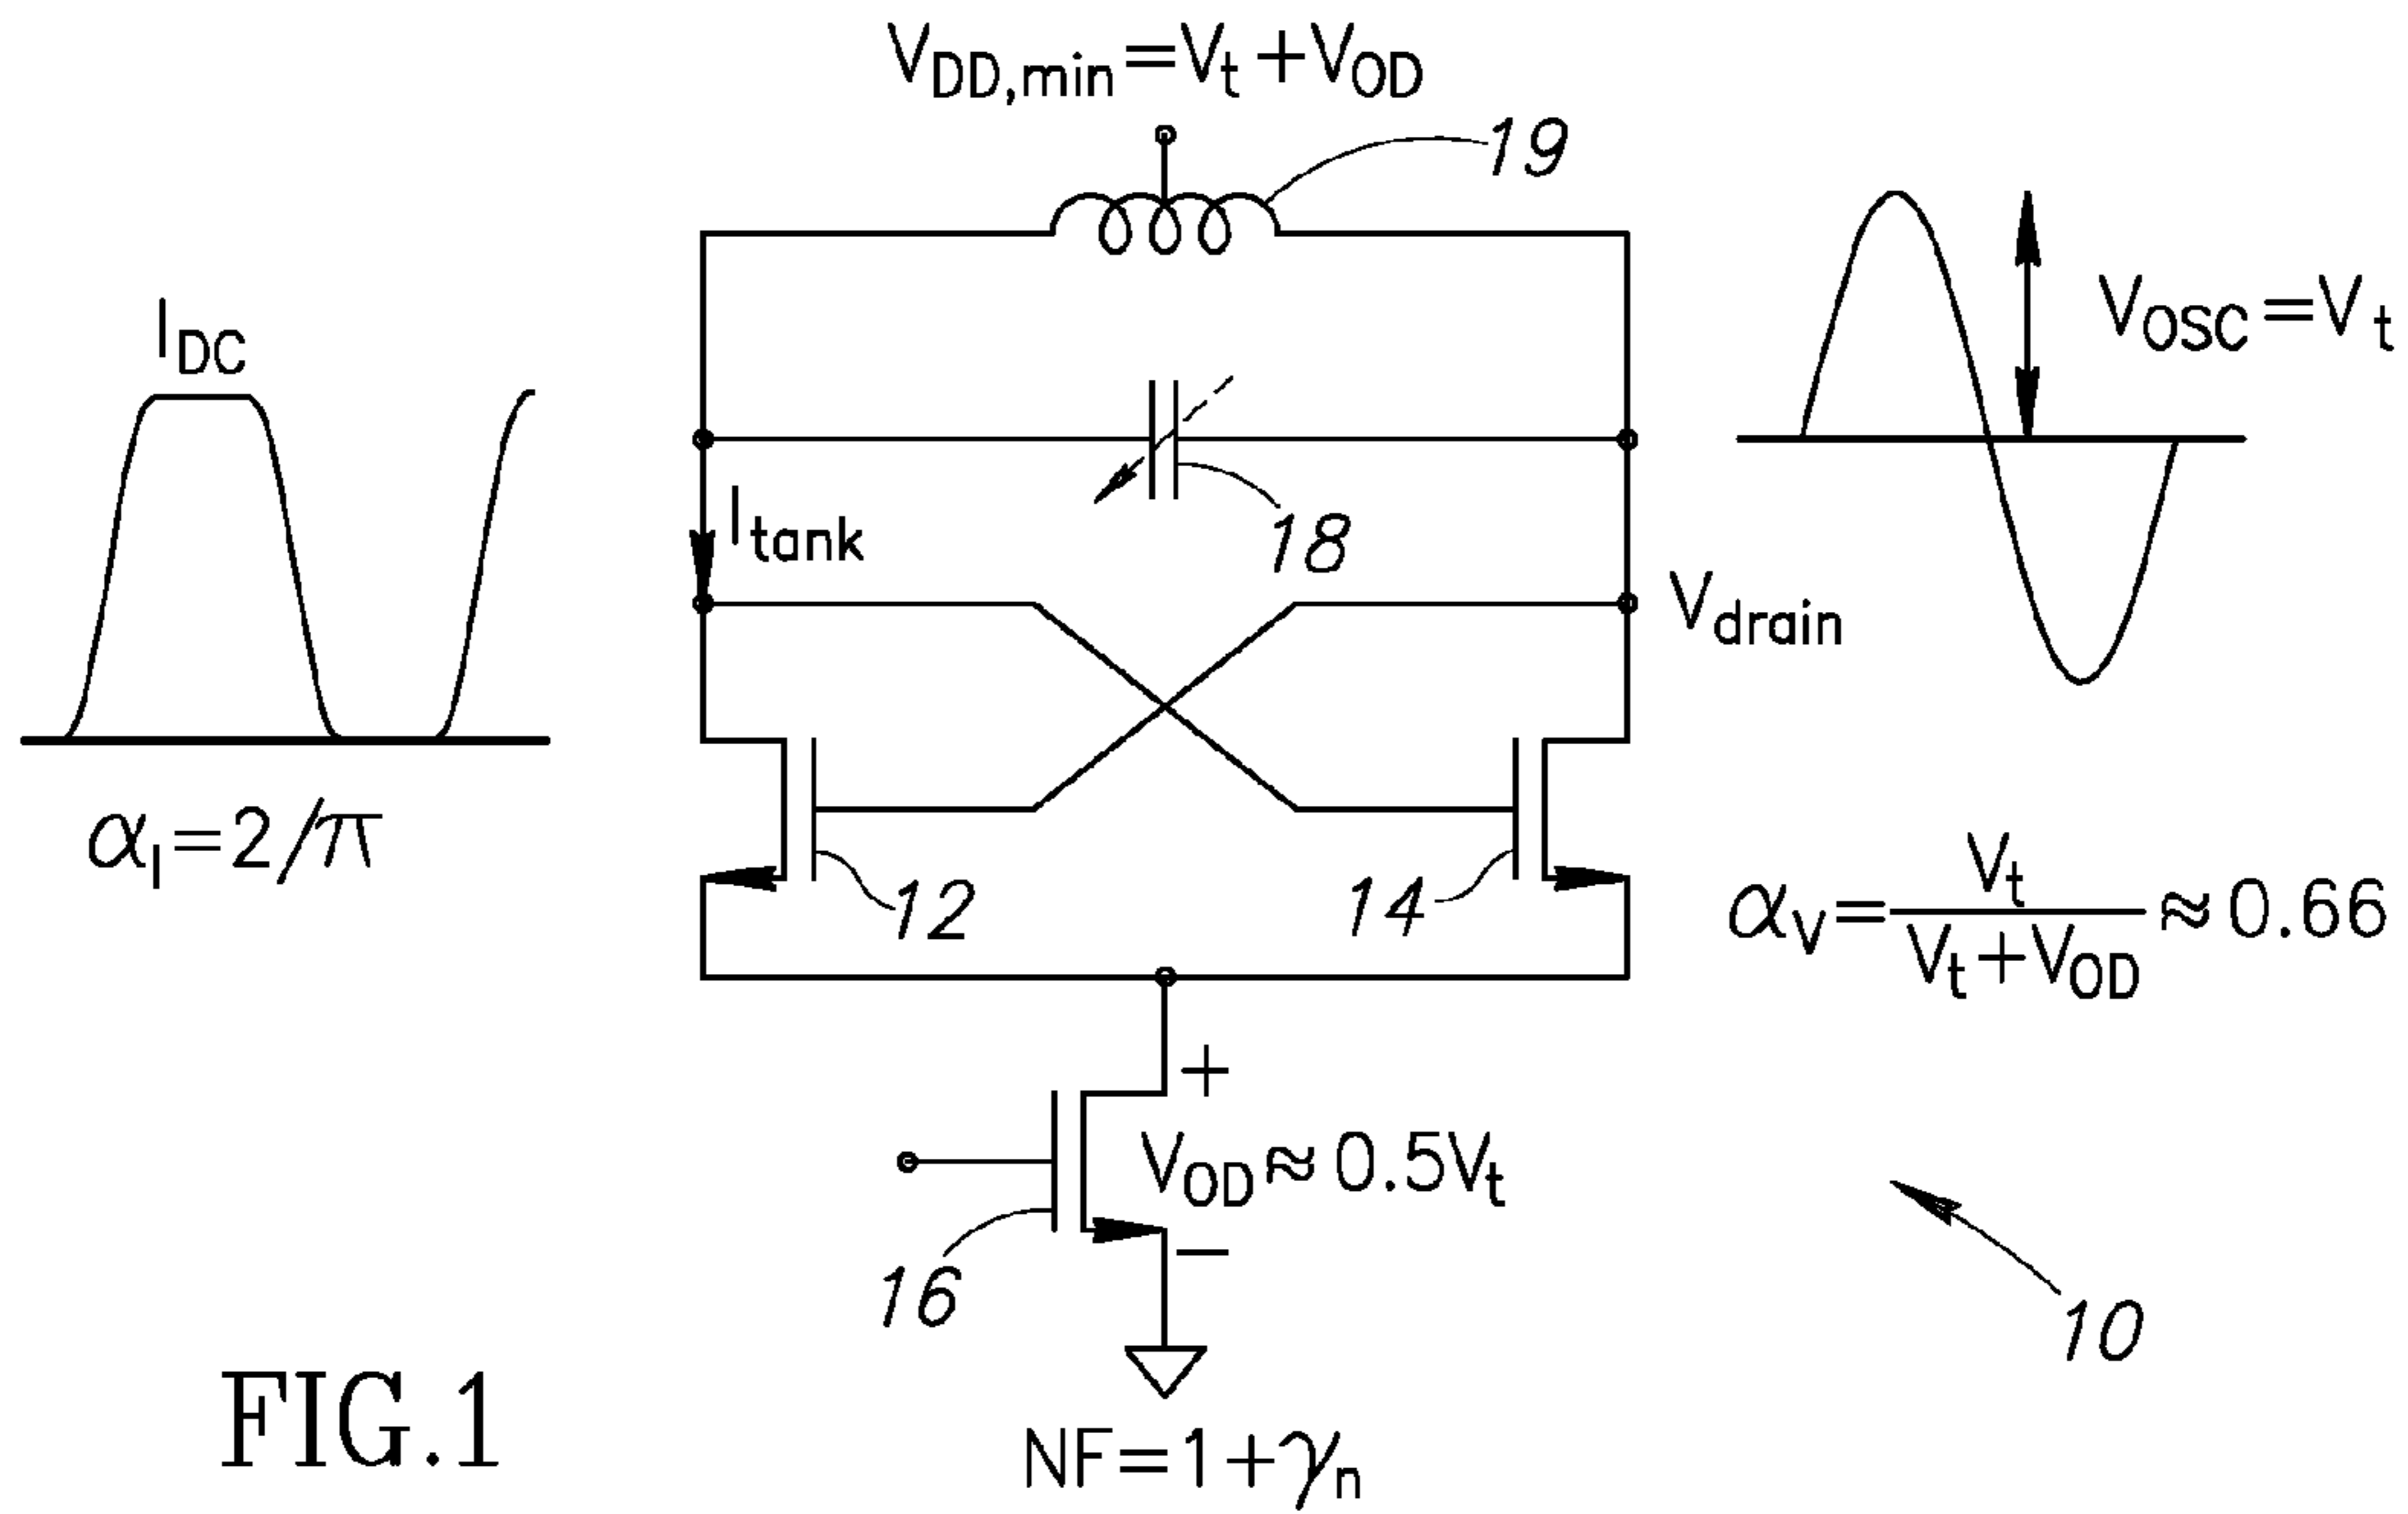 V_DD,min=V_t+V_OD
19
I_DC
V_OSC=V_t
I_tank
18
V_drain
α_I=2/π
12
14
α_V=V_t/(V_t+V_OD)≈0.66
+
V_OD≈0.5V_t
16
−
10
FIG.1
NF=1+γ_n